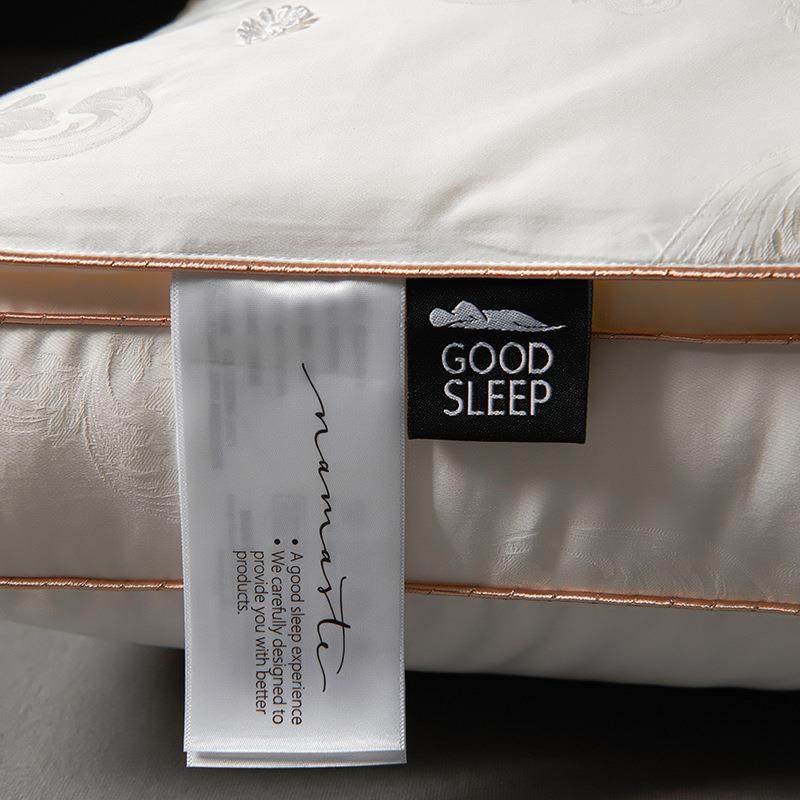 namaste
• A good sleep experience
• We carefully designed to
provide you with better
products.
GOOD
SLEEP